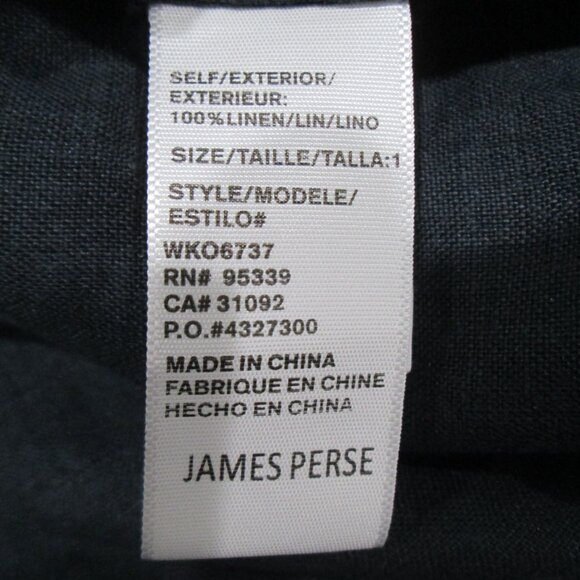 SELF/EXTERIOR/
EXTERIEUR:
100%LINEN/LIN/LINO
SIZE/TAILLE/TALLA:1
STYLE/MODELE/
ESTILO#
WKO6737
RN# 95339
CA# 31092
P.O.#4327300
MADE IN CHINA
FABRIQUE EN CHINE
HECHO EN CHINA
JAMES PERSE